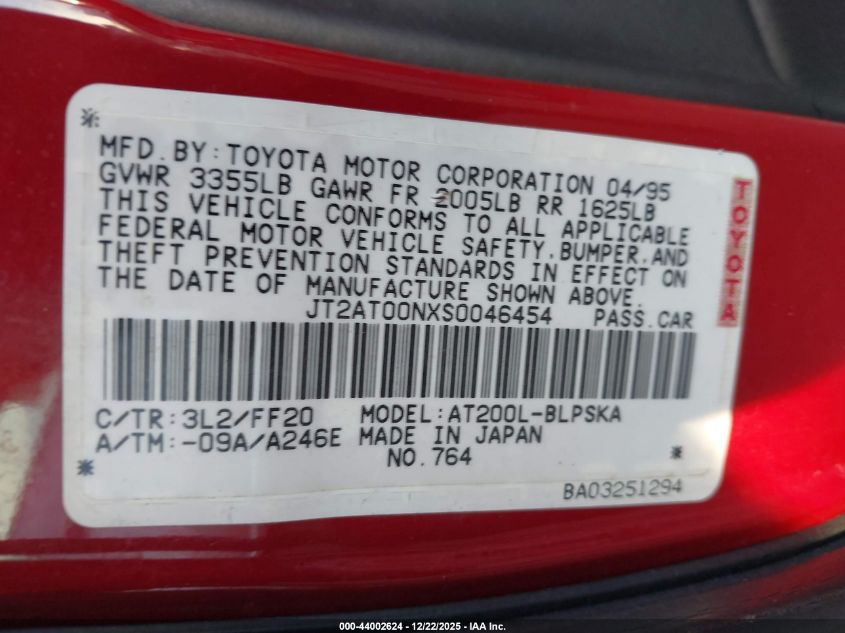 MFD. BY: TOYOTA MOTOR CORPORATION 04/95
GVWR 3355LB GAWR FR 2005LB RR 1625LB
THIS VEHICLE CONFORMS TO ALL APPLICABLE
FEDERAL MOTOR VEHICLE SAFETY, BUMPER, AND
THEFT PREVENTION STANDARDS IN EFFECT ON
THE DATE OF MANUFACTURE SHOWN ABOVE.
JT2AT00NXS0046454 PASS. CAR
TOYOTA
C/TR: 3L2/FF20 MODEL: AT200L-BLPSKA
A/TM: -09A/A246E MADE IN JAPAN
NO. 764
BA03251294
000-44002624 - 12/22/2025 - IAA Inc.